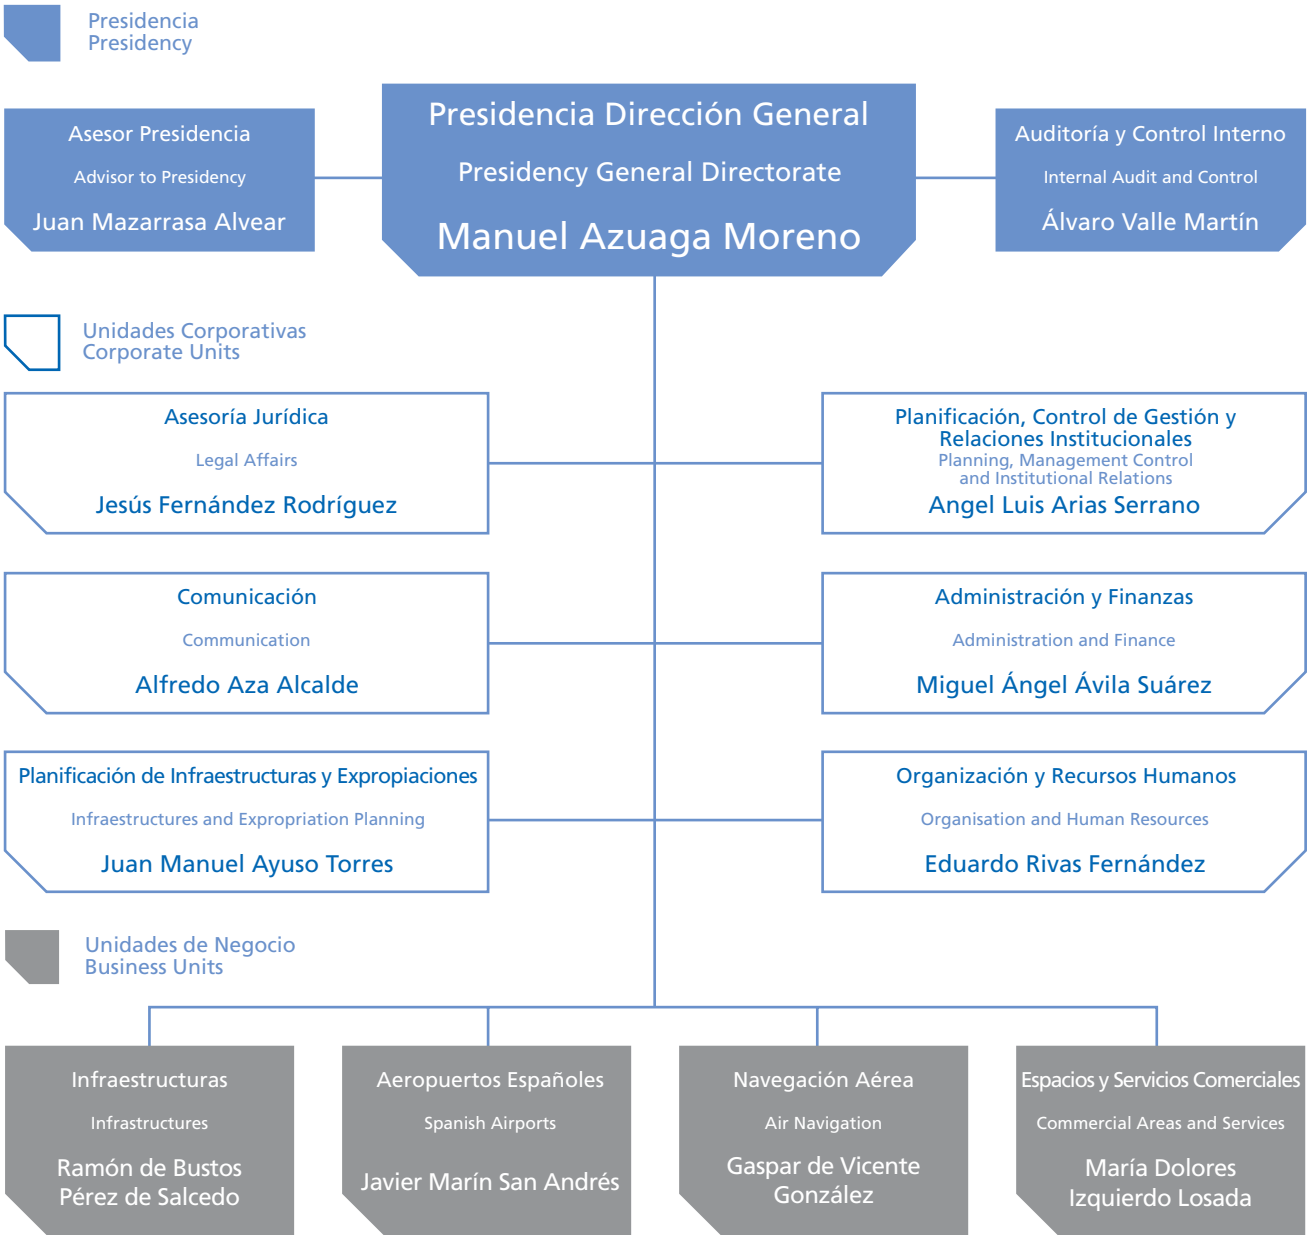 Presidencia
Presidency
Asesor Presidencia
Advisor to Presidency
Juan Mazarrasa Alvear
Presidencia Dirección General
Presidency General Directorate
Manuel Azuaga Moreno
Auditoría y Control Interno
Internal Audit and Control
Álvaro Valle Martín
Unidades Corporativas
Corporate Units
Asesoría Jurídica
Legal Affairs
Jesús Fernández Rodríguez
Planificación, Control de Gestión y
Relaciones Institucionales
Planning, Management Control
and Institutional Relations
Angel Luis Arias Serrano
Comunicación
Communication
Alfredo Aza Alcalde
Administración y Finanzas
Administration and Finance
Miguel Ángel Ávila Suárez
Planificación de Infraestructuras y Expropiaciones
Infraestructures and Expropriation Planning
Juan Manuel Ayuso Torres
Organización y Recursos Humanos
Organisation and Human Resources
Eduardo Rivas Fernández
Unidades de Negocio
Business Units
Infraestructuras
Infrastructures
Ramón de Bustos
Pérez de Salcedo
Aeropuertos Españoles
Spanish Airports
Javier Marín San Andrés
Navegación Aérea
Air Navigation
Gaspar de Vicente
González
Espacios y Servicios Comerciales
Commercial Areas and Services
María Dolores
Izquierdo Losada